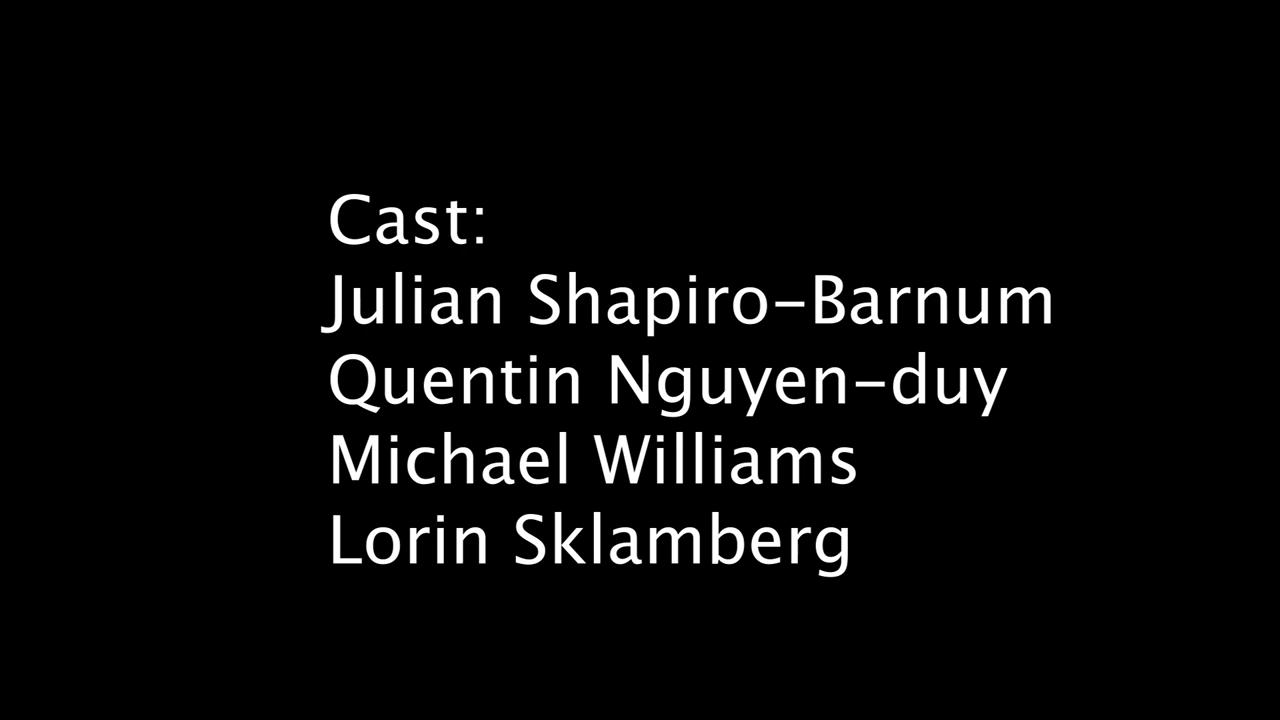 Cast:
Julian Shapiro-Barnum
Quentin Nguyen-duy
Michael Williams
Lorin Sklamberg